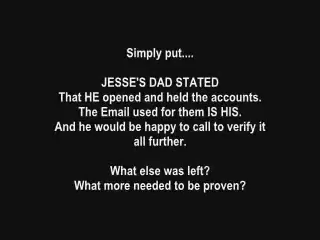 Simply put....
JESSE'S DAD STATED
That HE opened and held the accounts.
The Email used for them IS HIS.
And he would be happy to call to verify it
all further.
What else was left?
What more needed to be proven?